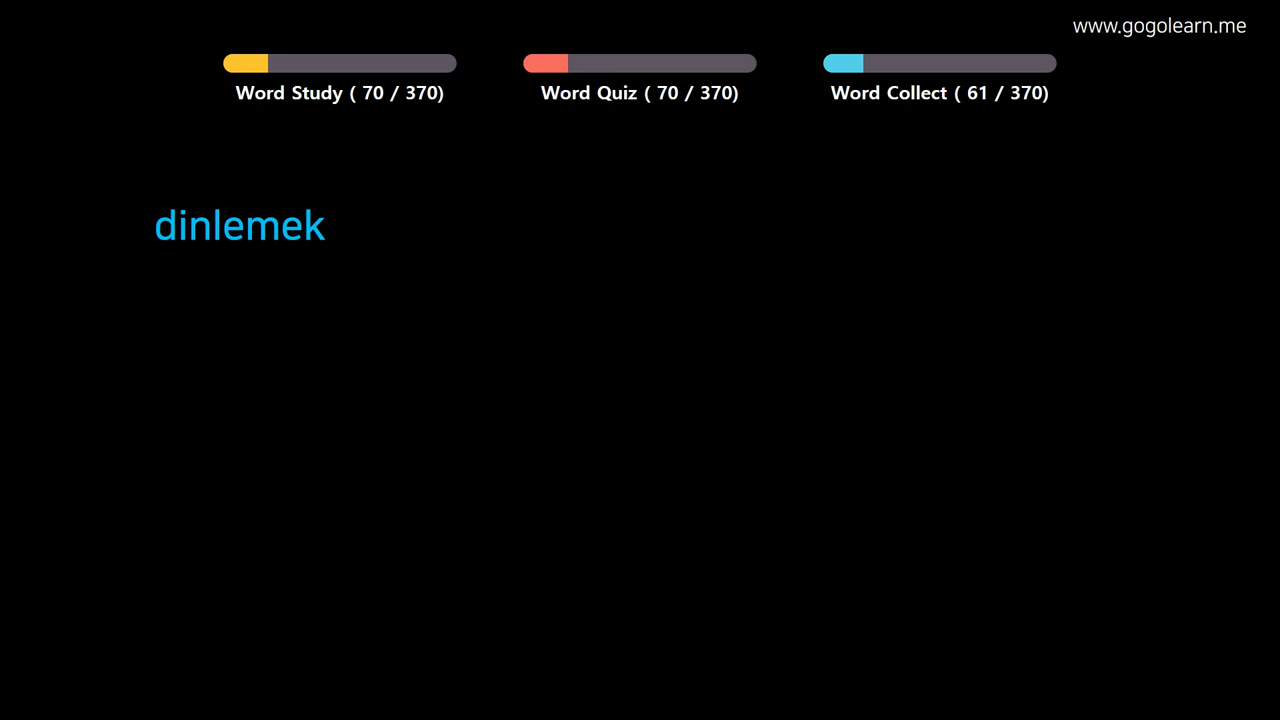 www.gogolearn.me
Word Study ( 70 / 370)
Word Quiz ( 70 / 370)
Word Collect ( 61 / 370)
dinlemek